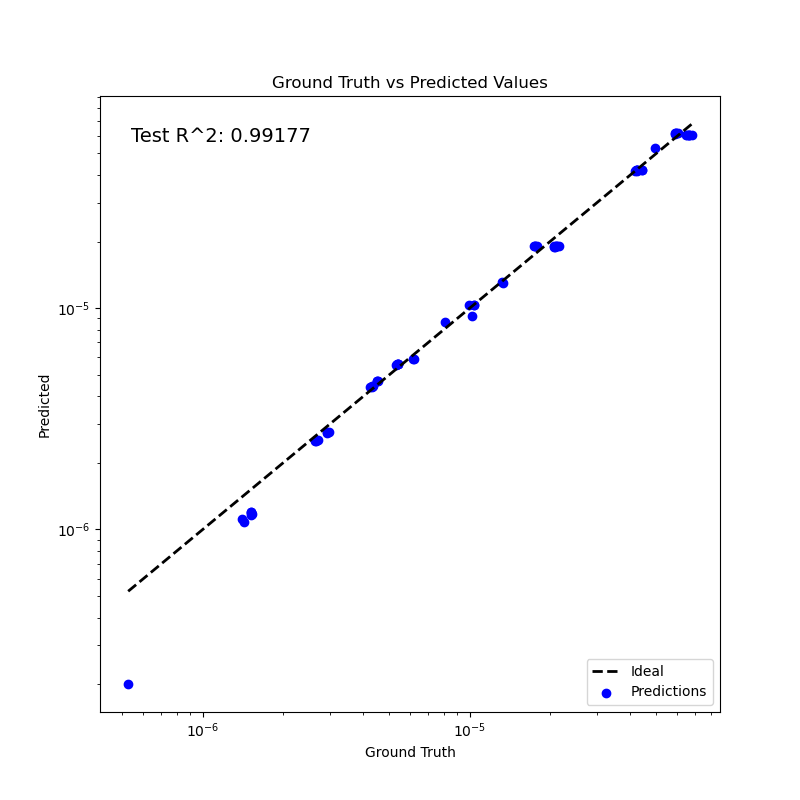 Ground Truth vs Predicted Values
Test R^2: 0.99177
Predicted
10⁻⁵
10⁻⁶
Ideal
Predictions
10⁻⁶
10⁻⁵
Ground Truth